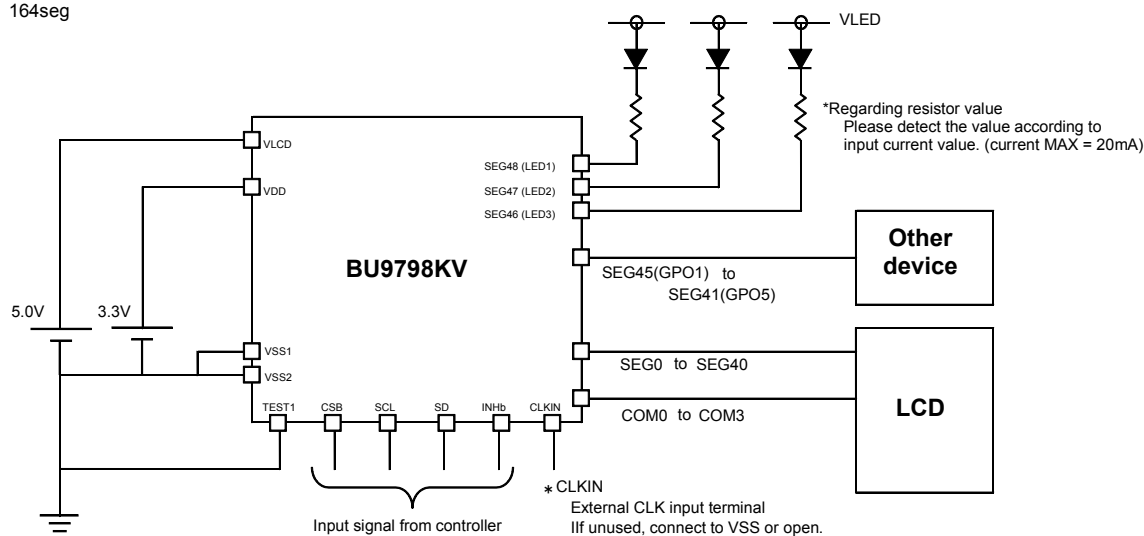 164seg
VLED
*Regarding resistor value
Please detect the value according to
input current value. (current MAX = 20mA)
VLCD
VDD
SEG48 (LED1)
SEG47 (LED2)
SEG46 (LED3)
BU9798KV
Other
device
SEG45(GPO1) to
SEG41(GPO5)
5.0V
3.3V
VSS1
VSS2
SEG0 to SEG40
COM0 to COM3
LCD
TEST1
CSB
SCL
SD
INHb
CLKIN
Input signal from controller
* CLKIN
External CLK input terminal
IIf unused, connect to VSS or open.